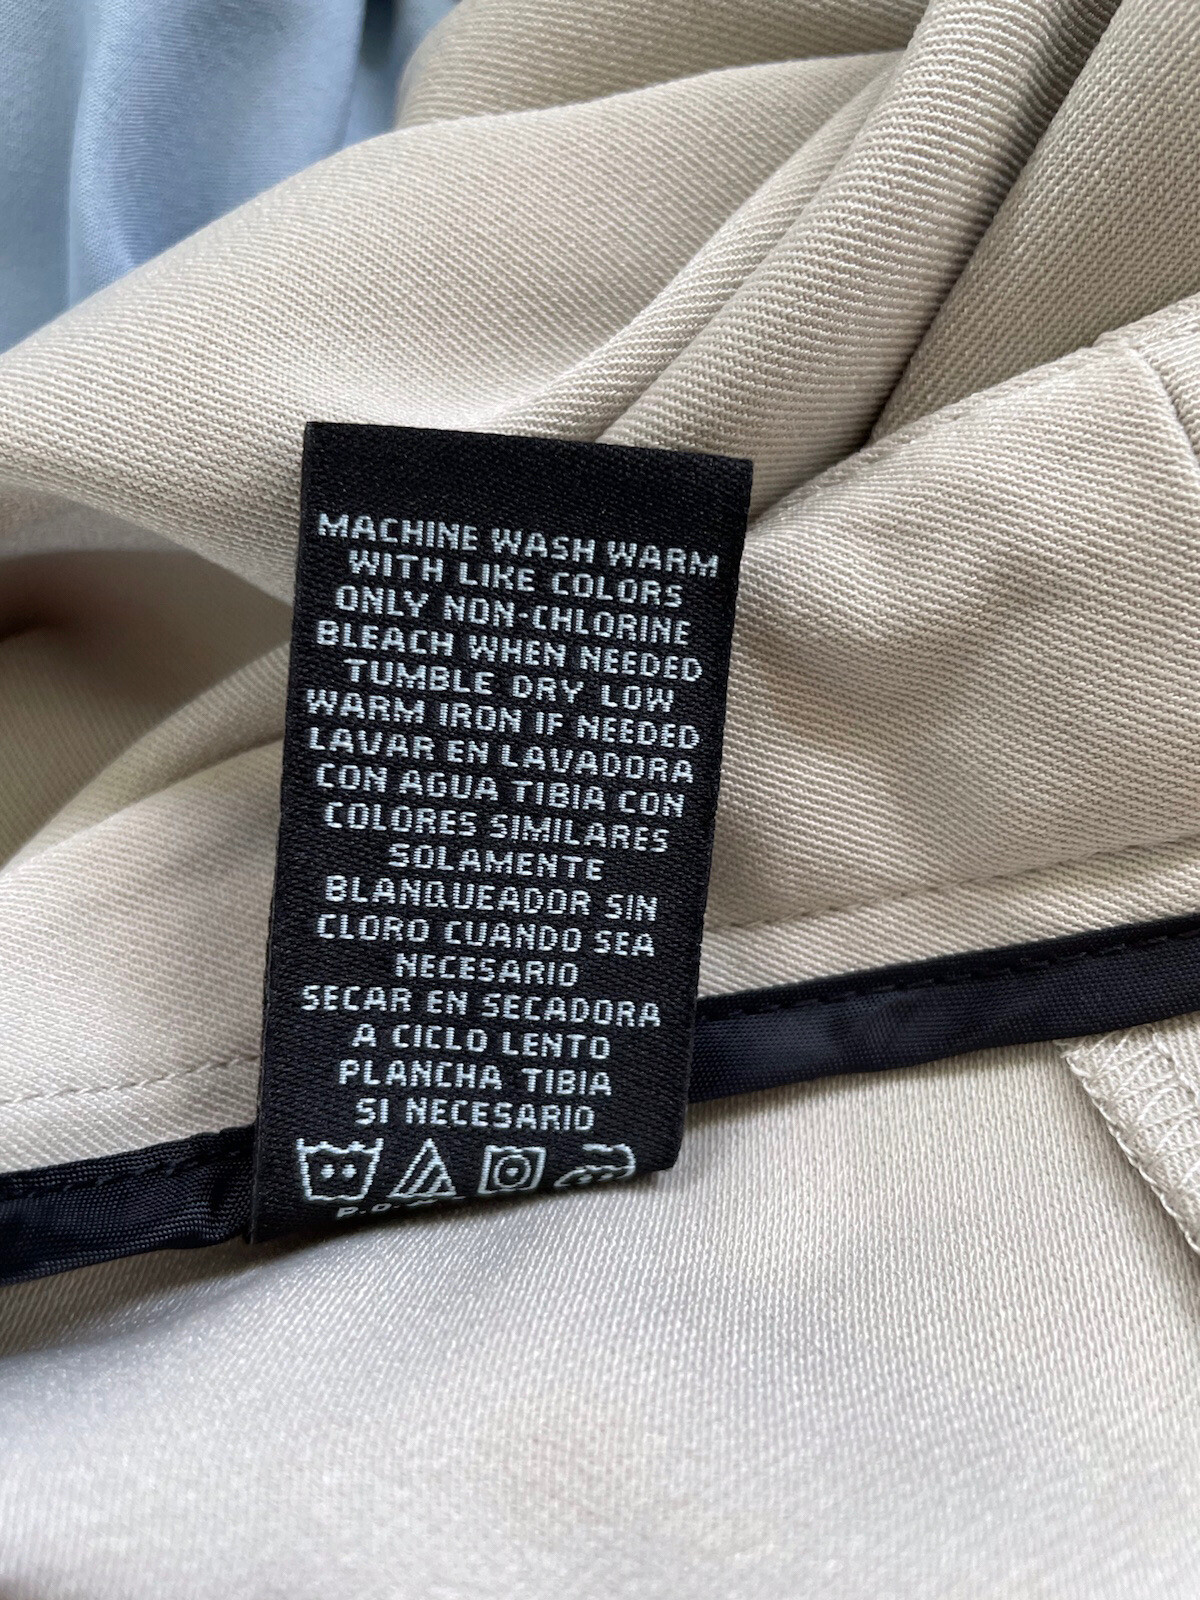 MACHINE WASH WARM
WITH LIKE COLORS
ONLY NON-CHLORINE
BLEACH WHEN NEEDED
TUMBLE DRY LOW
WARM IRON IF NEEDED
LAVAR EN LAVADORA
CON AGUA TIBIA CON
COLORES SIMILARES
SOLAMENTE
BLANQUEADOR SIN
CLORO CUANDO SEA
NECESARIO
SECAR EN SECADORA
A CICLO LENTO
PLANCHA TIBIA
SI NECESARIO